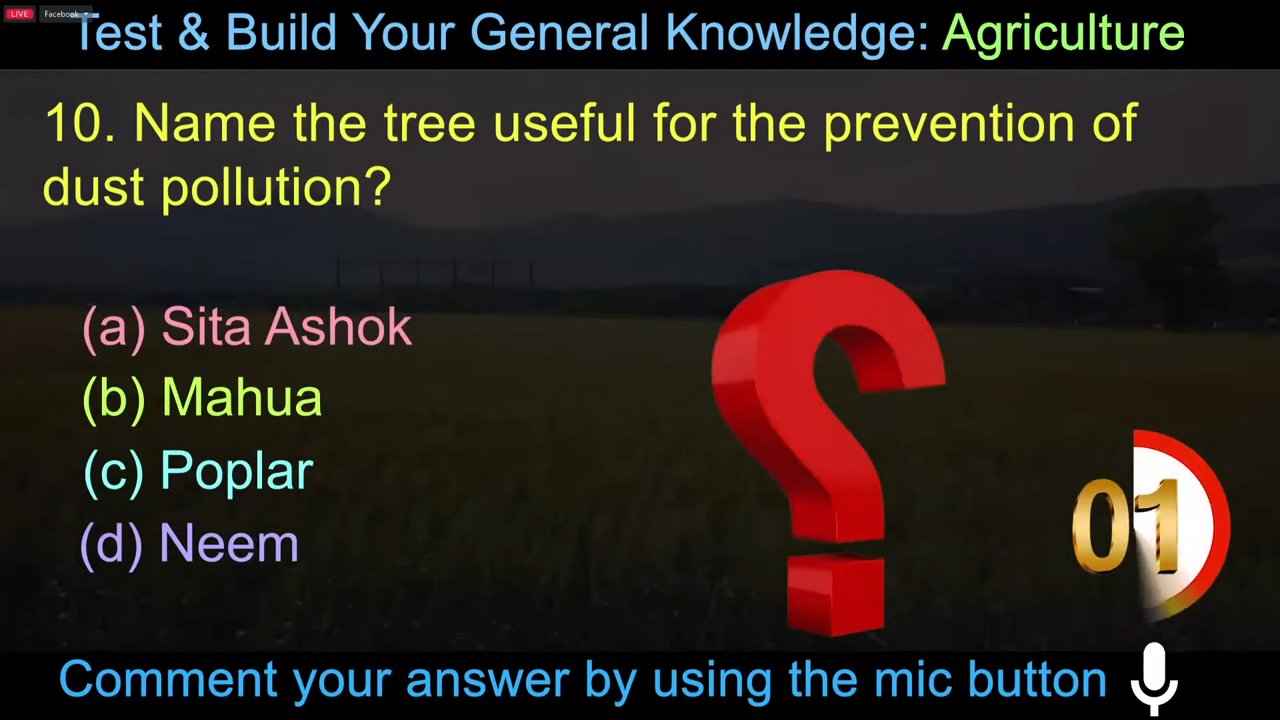 LIVE Facebook
Test & Build Your General Knowledge: Agriculture
10. Name the tree useful for the prevention of
dust pollution?
(a) Sita Ashok
(b) Mahua
(c) Poplar
(d) Neem
01
Comment your answer by using the mic button